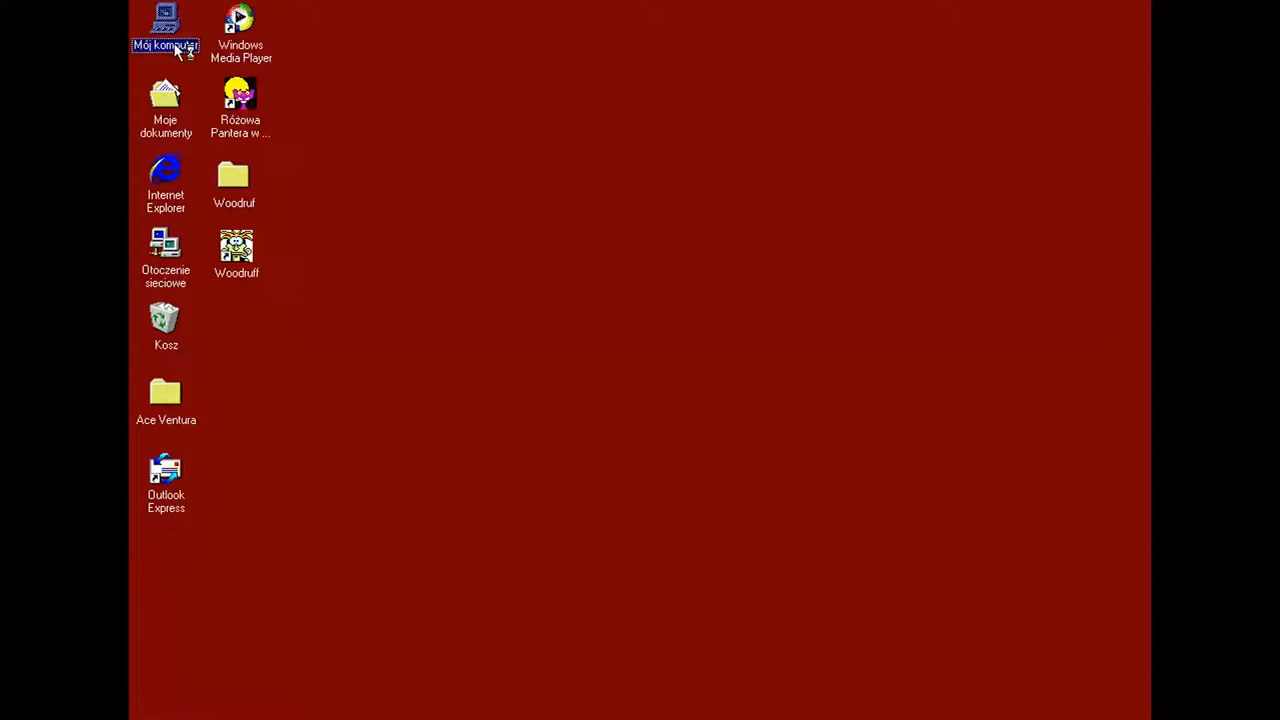 Mój komputer
Moje
dokumenty
Internet
Explorer
Otoczenie
sieciowe
Kosz
Ace Ventura
Outlook
Express
Windows
Media Player
Różowa
Pantera w ...
Woodruf
Woodruff